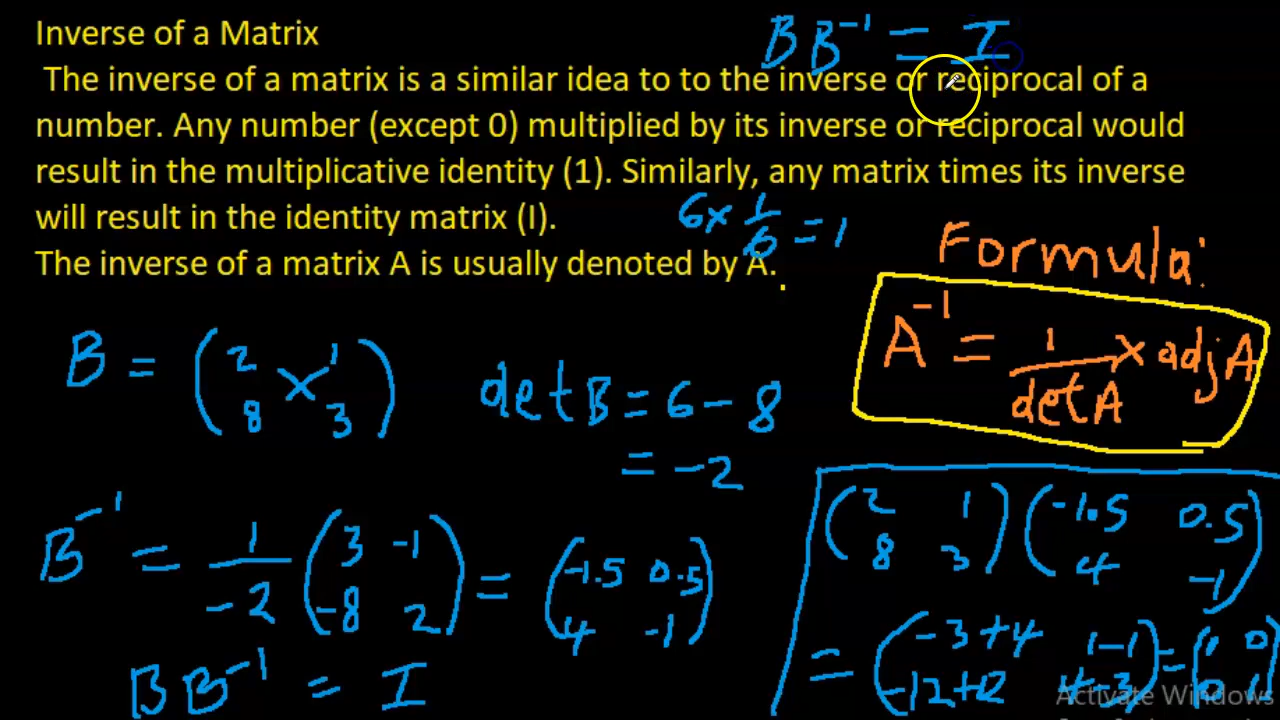 Inverse of a Matrix
B B⁻¹ = I
The inverse of a matrix is a similar idea to to the inverse or reciprocal of a
number. Any number (except 0) multiplied by its inverse or reciprocal would
result in the multiplicative identity (1). Similarly, any matrix times its inverse
will result in the identity matrix (I).
6 × 1/6 = 1
The inverse of a matrix A is usually denoted by A.
Formula:
A⁻¹ = 1/det A × adj A
B = (2 1
8 3)
det B = 6 - 8
= -2
B⁻¹ = 1/-2 (3 -1
-8 2) = (-1.5 0.5
4 -1)
B B⁻¹ = I
(2 1
8 3) (-1.5 0.5
4 -1)
= (-3+4 1-1
-12+12 4-3) = (1 0
0 1)
Activate Windows